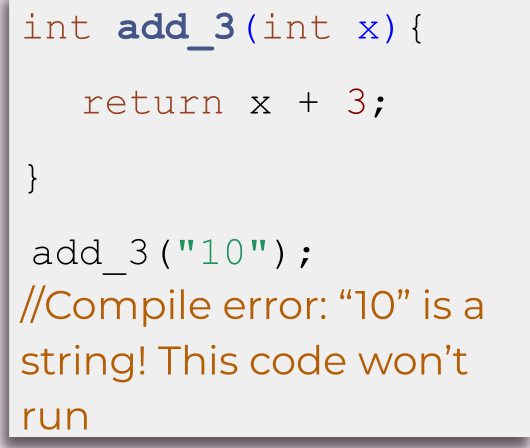 int add_3(int x){
return x + 3;
}
add_3("10");
//Compile error: “10” is a
string! This code won’t
run